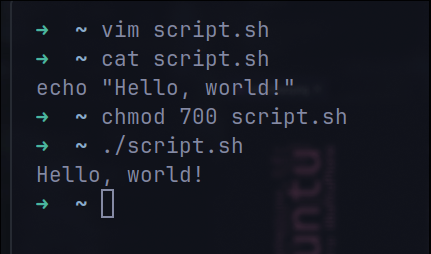 ➜ ~ vim script.sh
➜ ~ cat script.sh
echo "Hello, world!"
➜ ~ chmod 700 script.sh
➜ ~ ./script.sh
Hello, world!
➜ ~